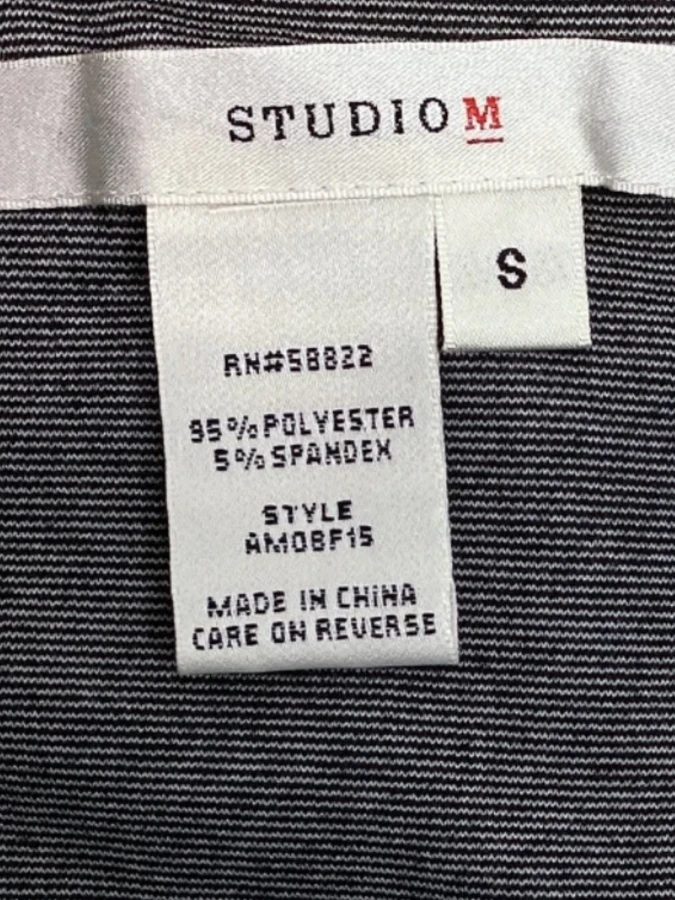 STUDIO M
S
RN#58822
95% POLYESTER
5% SPANDEX
STYLE
AM08F15
MADE IN CHINA
CARE ON REVERSE